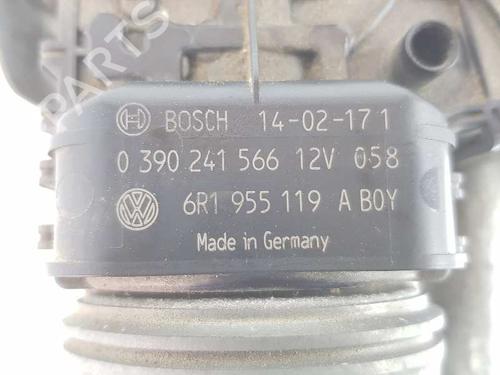 PARTS
BOSCH 14-02-17 1
0 390 241 566 12V 058
6R1 955 119 A BOY
Made in Germany